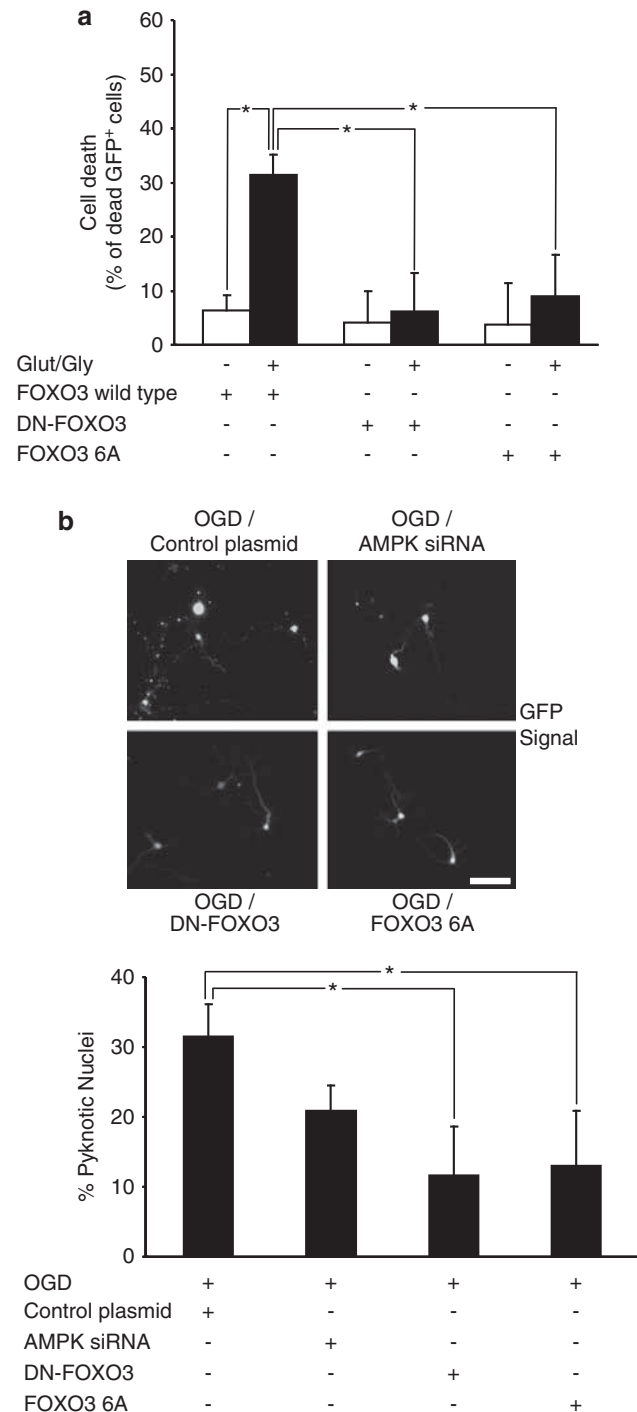 a
60
50
40
30
20
10
0
Cell death
(% of dead GFP⁺ cells)
* *
*
Glut/Gly - + - + - +
FOXO3 wild type + + - - - -
DN-FOXO3 - - + + - -
FOXO3 6A - - - - + +
b
OGD /
Control plasmid
OGD /
AMPK siRNA
GFP
Signal
OGD /
DN-FOXO3
OGD /
FOXO3 6A
40
30
20
10
0
% Pyknotic Nuclei
*
*
OGD + + + +
Control plasmid + - - -
AMPK siRNA - + - -
DN-FOXO3 - - + -
FOXO3 6A - - - +